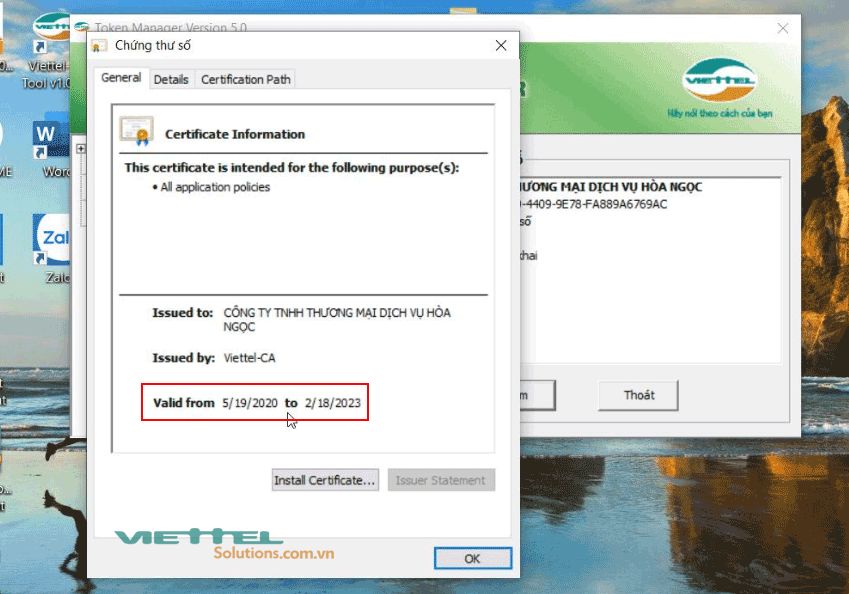 Token Manager Version 5.0
Chứng thư số
General
Details
Certification Path
Certificate Information
This certificate is intended for the following purpose(s):
• All application policies
Issued to: CÔNG TY TNHH THƯƠNG MẠI DỊCH VỤ HÒA
NGỌC
Issued by: Viettel-CA
Valid from 5/19/2020 to 2/18/2023
Install Certificate...
Issuer Statement
VIETTEL
Solutions.com.vn
OK
VIETTEL
Hãy nói theo cách của bạn
ƯƠNG MẠI DỊCH VỤ HÒA NGỌC
-4409-9E78-FA889A6769AC
số
khai
Thoát
Viettel-
Tool v1.0
W
Word
Zal
Zalo